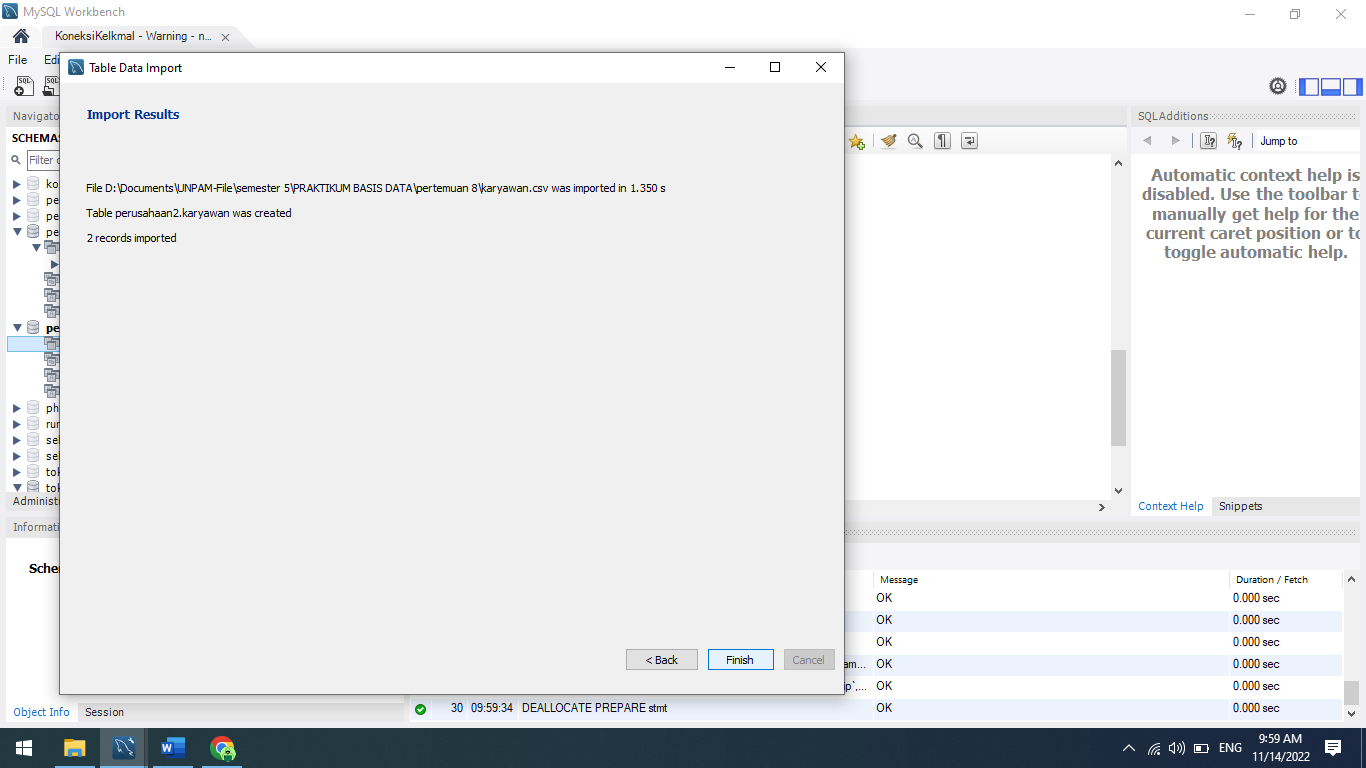 MySQL Workbench
KoneksiKelkmal - Warning - n...
File
Table Data Import
Import Results
File D:\Documents\UNPAM-File\semester 5\PRAKTIKUM BASIS DATA\pertemuan 8\karyawan.csv was imported in 1.350 s
Table perusahaan2.karyawan was created
2 records imported
< Back
Finish
Cancel
SQL
SQL
Navigato
SCHEMAS
Filter o
ko
pe
pe
pe
pe
ph
rur
sel
sel
tok
tok
Administ
Informati
Schem
Object Info
Session
SQLAdditions
Jump to
Automatic context help is
disabled. Use the toolbar t
manually get help for the
current caret position or to
toggle automatic help.
Context Help
Snippets
Message
Duration / Fetch
OK
0.000 sec
OK
0.000 sec
OK
0.000 sec
am...
OK
0.000 sec
p`,...
OK
0.000 sec
30
09:59:34
DEALLOCATE PREPARE stmt
OK
0.000 sec
ENG
9:59 AM
11/14/2022